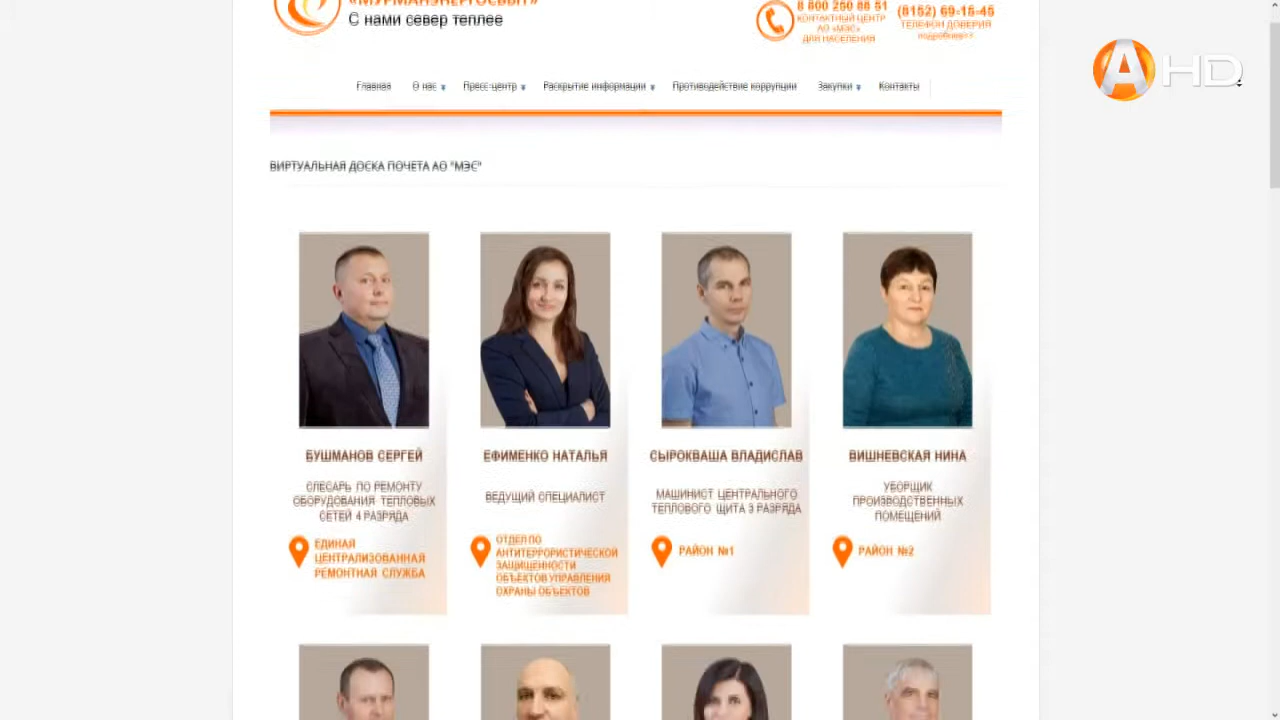 «МУРМАНЭНЕРГОСБЫТ»
С нами север теплее
8 800 250 88 51
КОНТАКТНЫЙ ЦЕНТР
АО «МЭС»
ДЛЯ НАСЕЛЕНИЯ
(8152) 69-15-45
ТЕЛЕФОН ДОВЕРИЯ
подробнее>>
А HD
Главная О нас Пресс-центр Раскрытие информации Противодействие коррупции Закупки Контакты
ВИРТУАЛЬНАЯ ДОСКА ПОЧЕТА АО "МЭС"
БУШМАНОВ СЕРГЕЙ
СЛЕСАРЬ ПО РЕМОНТУ
ОБОРУДОВАНИЯ ТЕПЛОВЫХ
СЕТЕЙ 4 РАЗРЯДА
ЕДИНАЯ
ЦЕНТРАЛИЗОВАННАЯ
РЕМОНТНАЯ СЛУЖБА
ЕФИМЕНКО НАТАЛЬЯ
ВЕДУЩИЙ СПЕЦИАЛИСТ
ОТДЕЛ ПО
АНТИТЕРРОРИСТИЧЕСКОЙ
ЗАЩИЩЕННОСТИ
ОБЪЕКТОВ УПРАВЛЕНИЯ
ОХРАНЫ ОБЪЕКТОВ
СЫРОКВАША ВЛАДИСЛАВ
МАШИНИСТ ЦЕНТРАЛЬНОГО
ТЕПЛОВОГО ЩИТА 3 РАЗРЯДА
РАЙОН №1
ВИШНЕВСКАЯ НИНА
УБОРЩИК
ПРОИЗВОДСТВЕННЫХ
ПОМЕЩЕНИЙ
РАЙОН №2